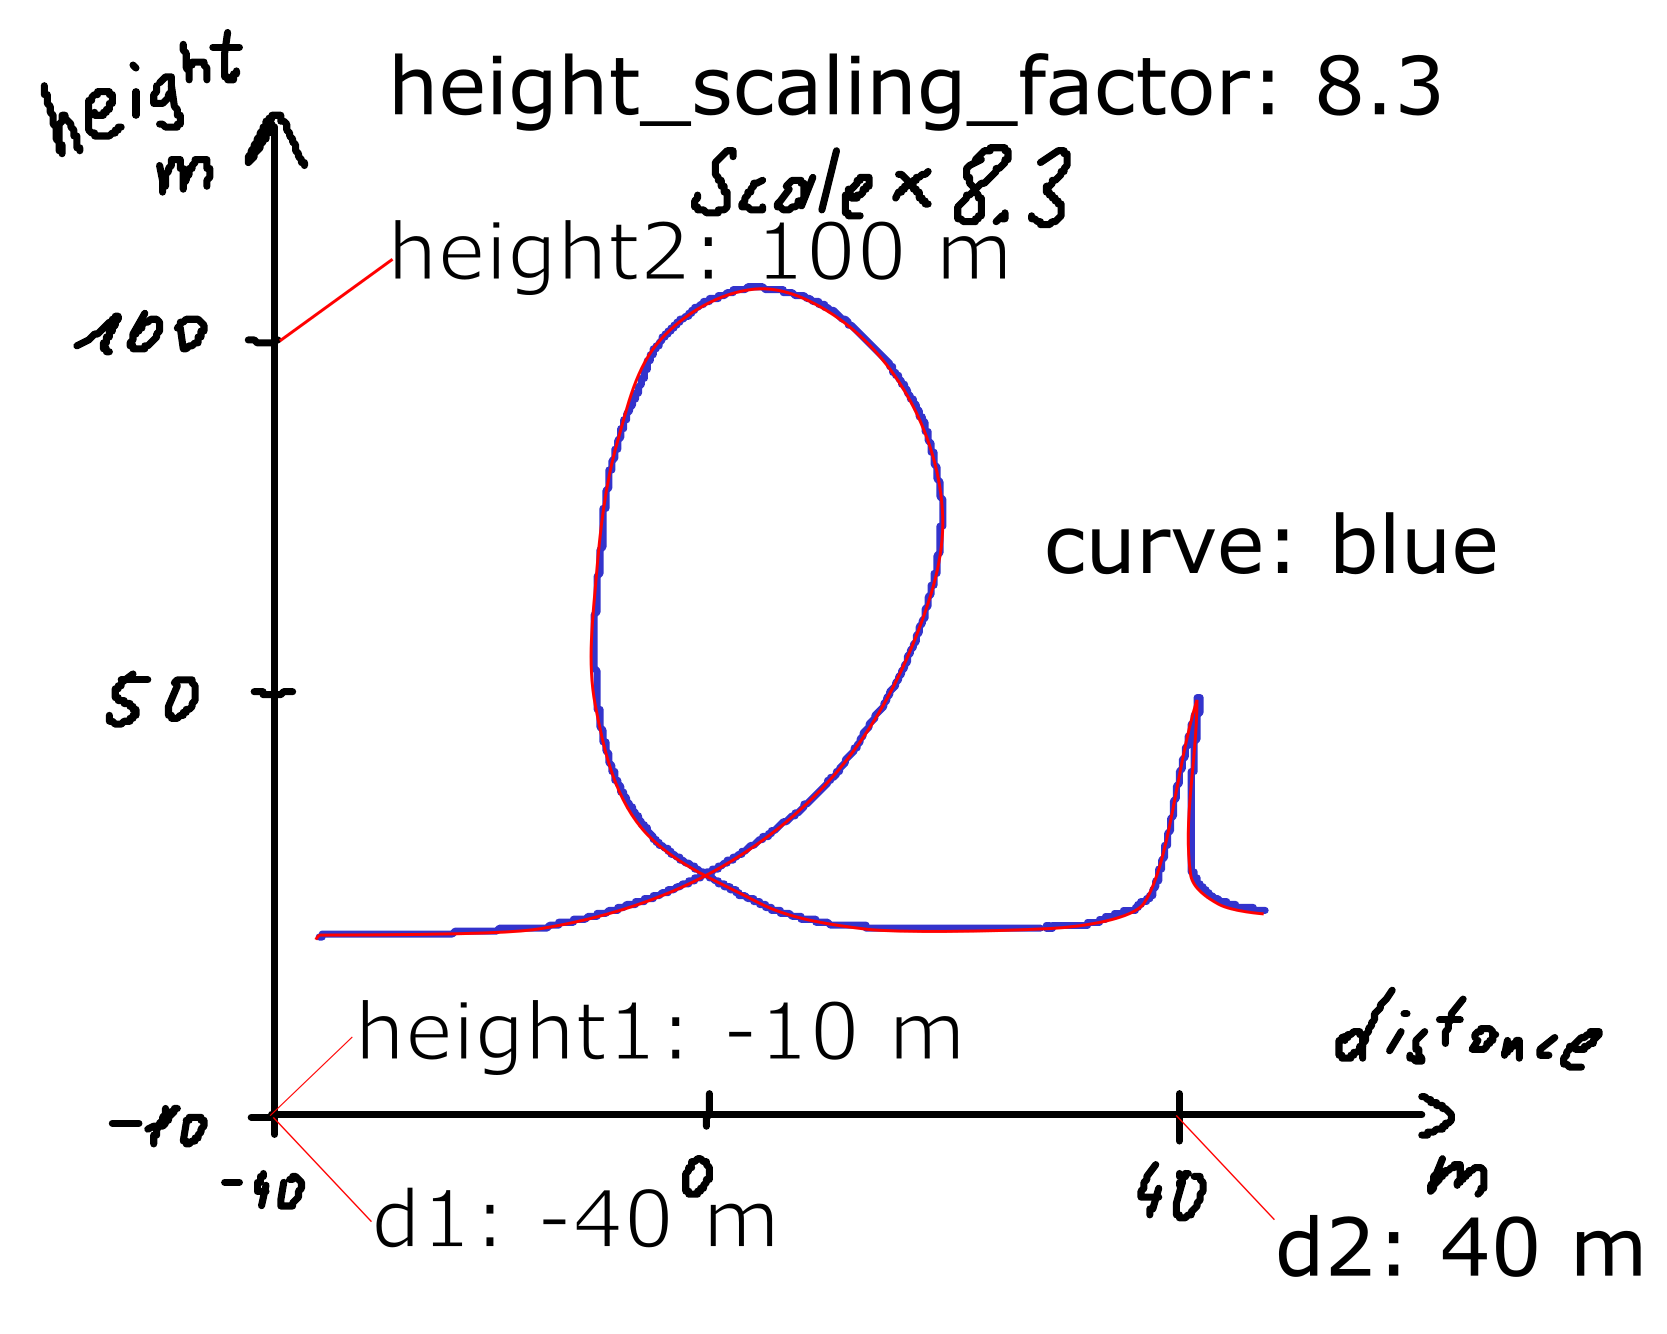 height
m
height_scaling_factor: 8.3
Scale × 8.3
height2: 100 m
100
curve: blue
50
height1: -10 m
distance
m
-10
-40
0
40
d1: -40 m
d2: 40 m